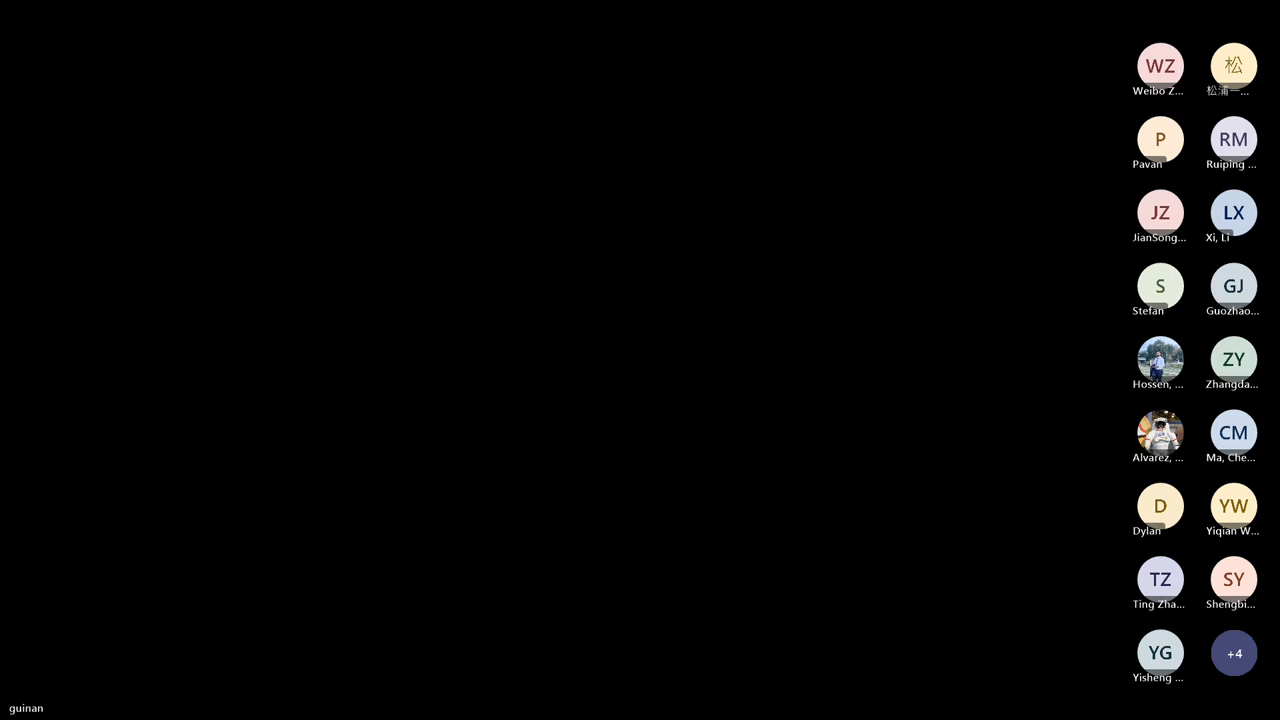 WZ 松
Weibo Z... 松浦一...
P RM
Pavan Ruiping ...
JZ LX
JianSong... Xi, Li
S GJ
Stefan Guozhao...
ZY
Hossen, ... Zhangda...
CM
Alvarez, ... Ma, Che...
D YW
Dylan Yiqian W...
TZ SY
Ting Zha... Shengbi...
YG +4
Yisheng ...
guinan